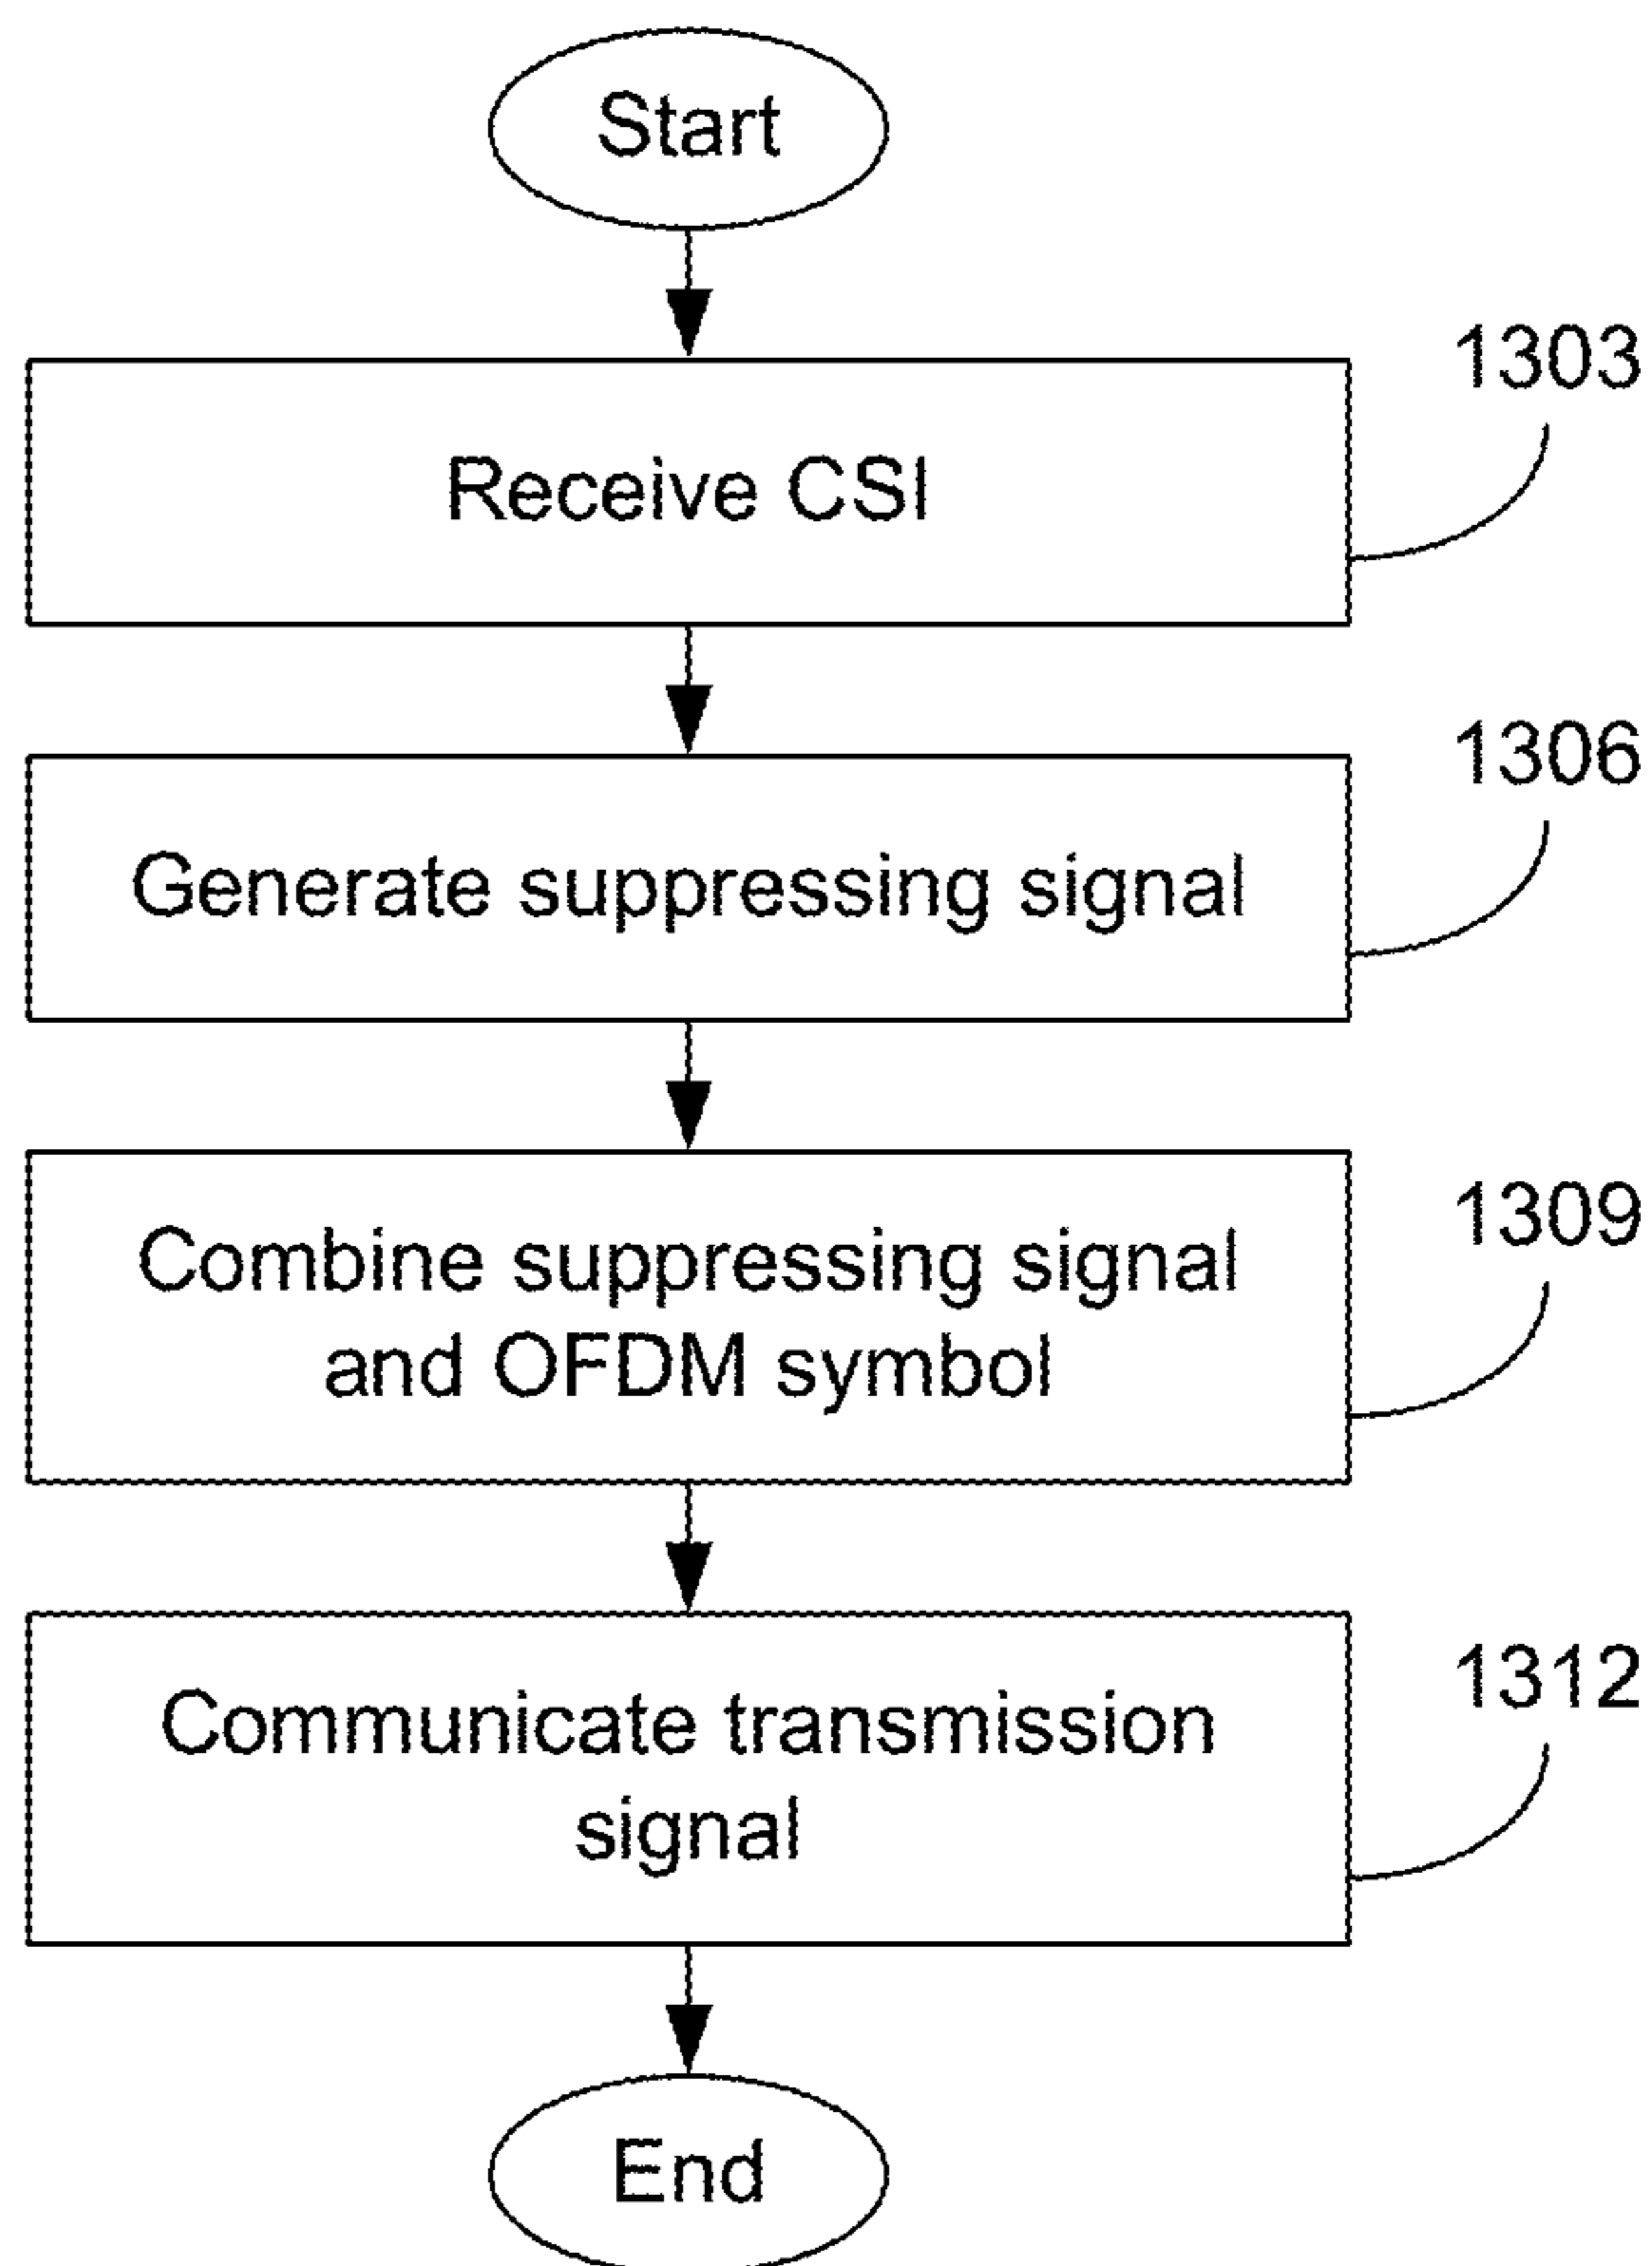 Start
1303
Receive CSI
1306
Generate suppressing signal
1309
Combine suppressing signal
and OFDM symbol
1312
Communicate transmission
signal
End